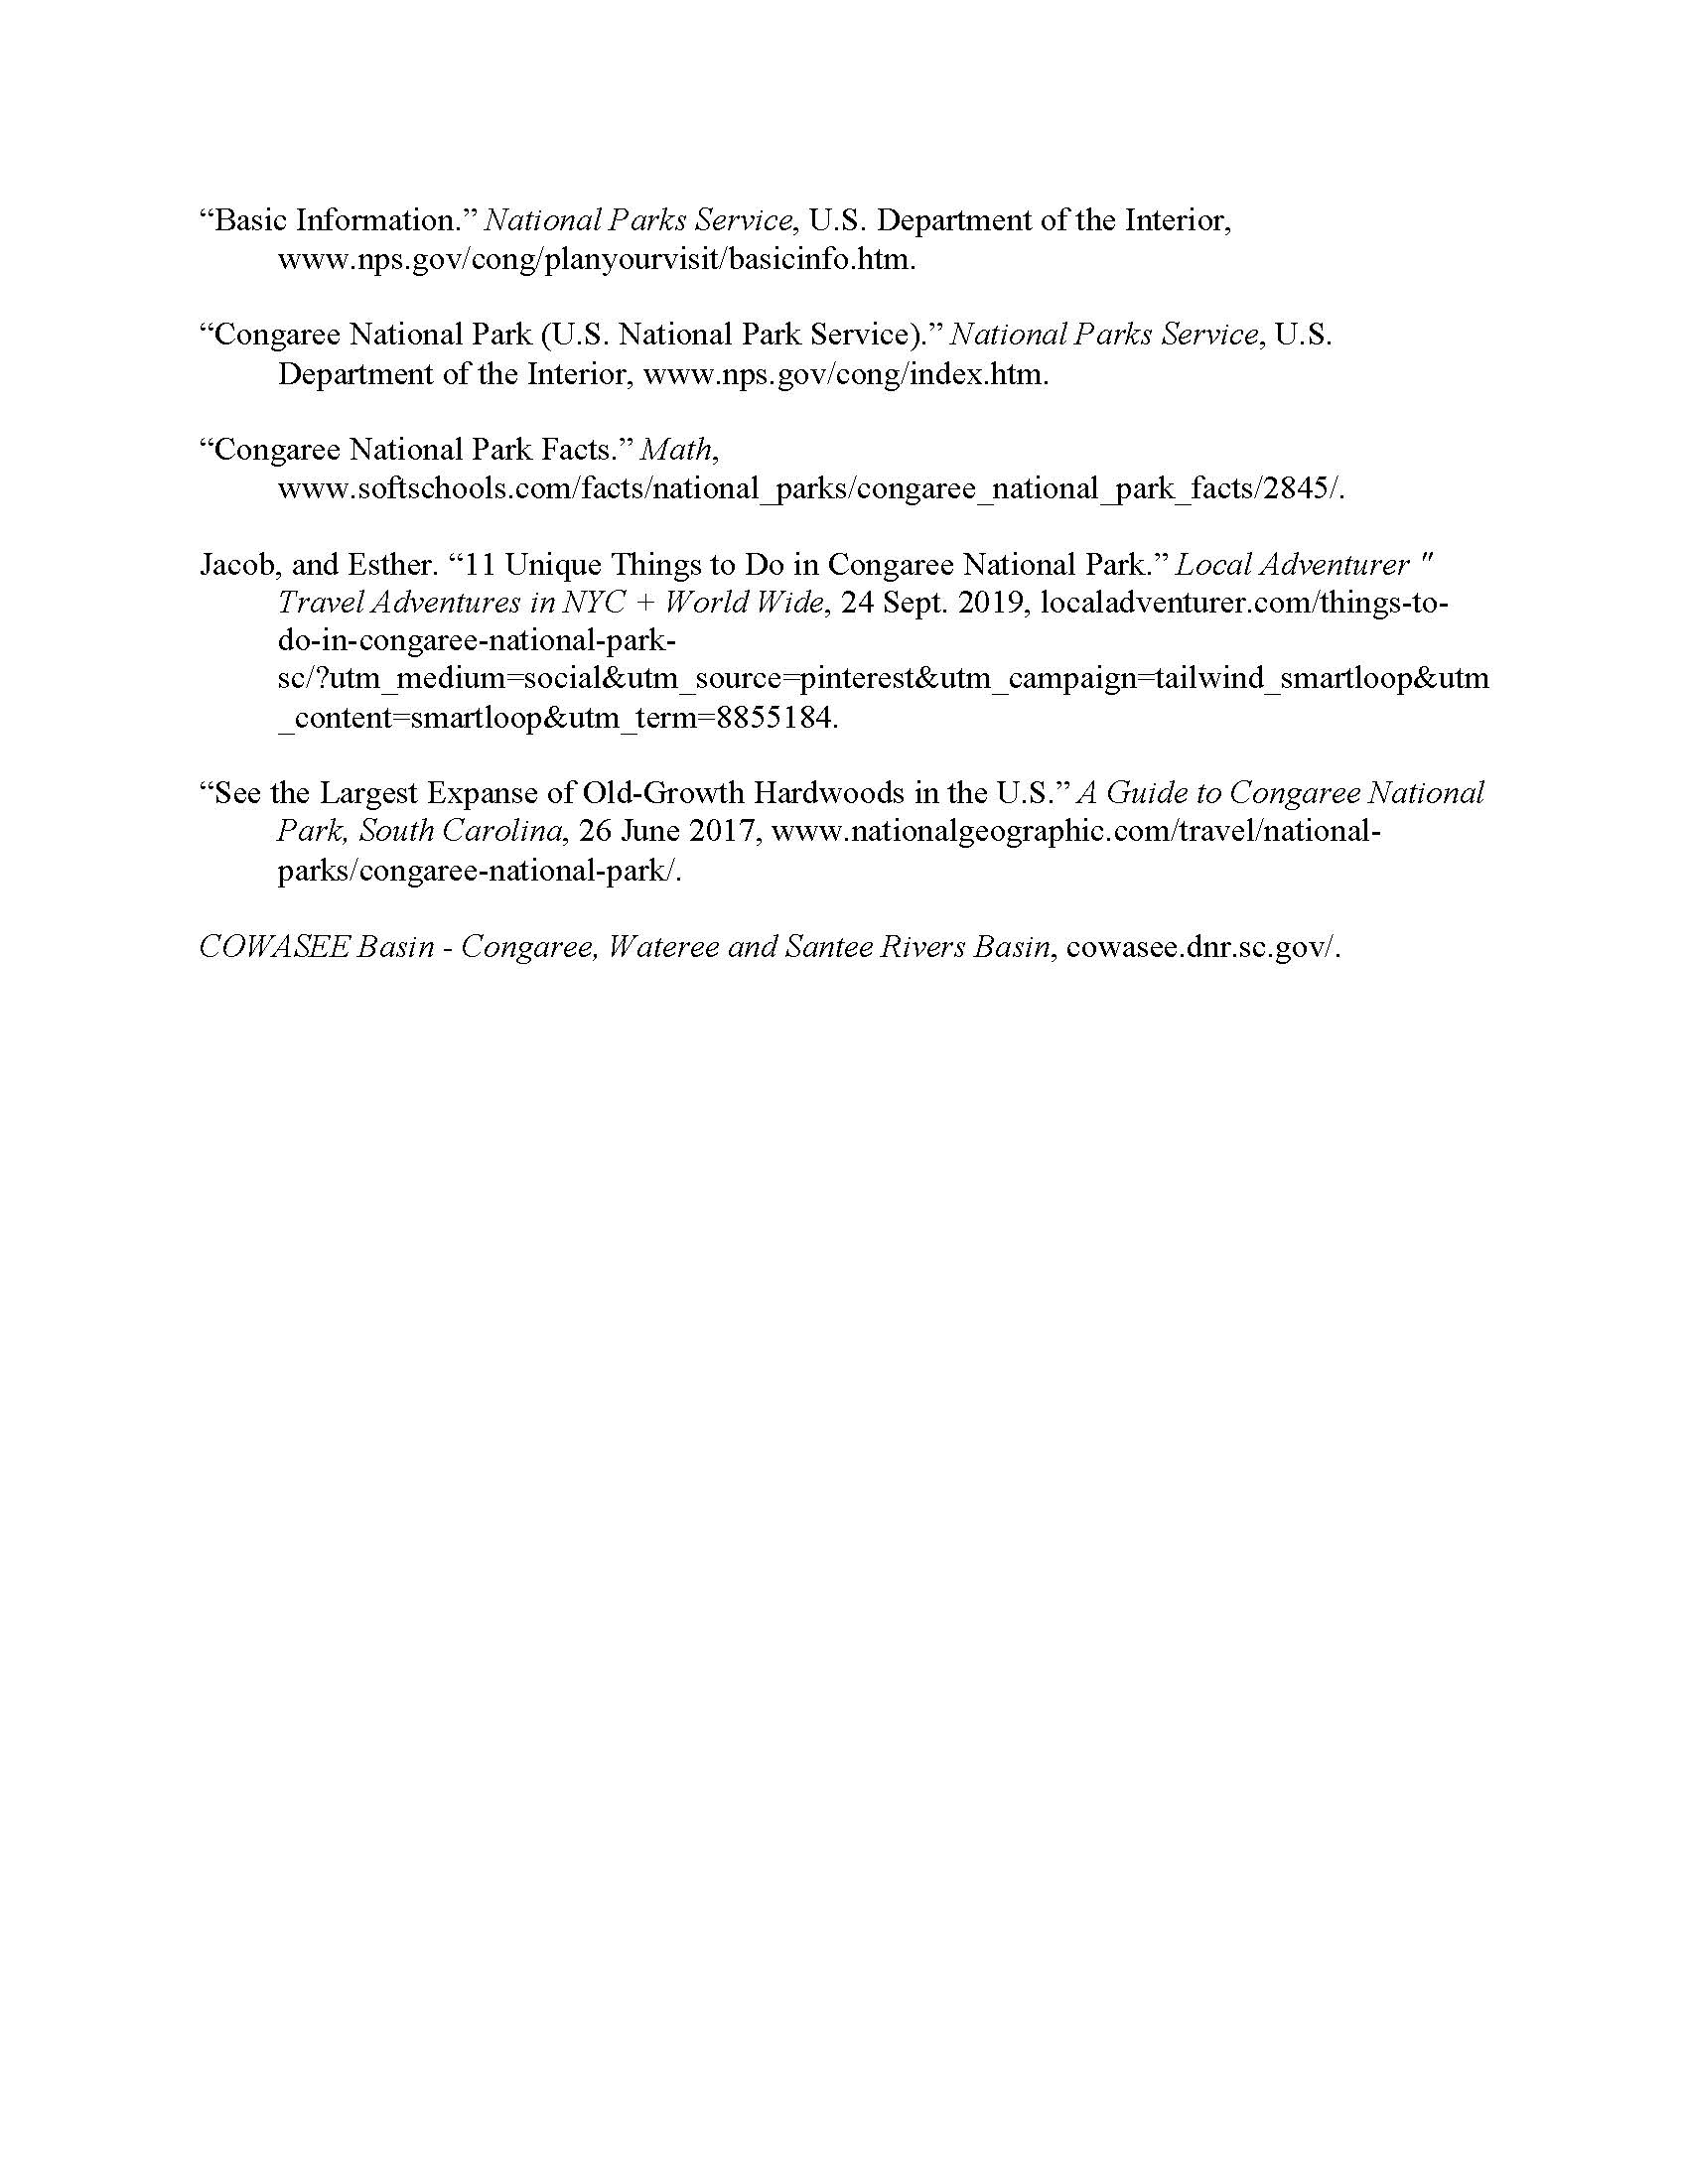 “Basic Information.” National Parks Service, U.S. Department of the Interior,
www.nps.gov/cong/planyourvisit/basicinfo.htm.
“Congaree National Park (U.S. National Park Service).” National Parks Service, U.S.
Department of the Interior, www.nps.gov/cong/index.htm.
“Congaree National Park Facts.” Math,
www.softschools.com/facts/national_parks/congaree_national_park_facts/2845/.
Jacob, and Esther. “11 Unique Things to Do in Congaree National Park.” Local Adventurer "
Travel Adventures in NYC + World Wide, 24 Sept. 2019, localadventurer.com/things-to-
do-in-congaree-national-park-
sc/?utm_medium=social&utm_source=pinterest&utm_campaign=tailwind_smartloop&utm
_content=smartloop&utm_term=8855184.
“See the Largest Expanse of Old-Growth Hardwoods in the U.S.” A Guide to Congaree National
Park, South Carolina, 26 June 2017, www.nationalgeographic.com/travel/national-
parks/congaree-national-park/.
COWASEE Basin - Congaree, Wateree and Santee Rivers Basin, cowasee.dnr.sc.gov/.